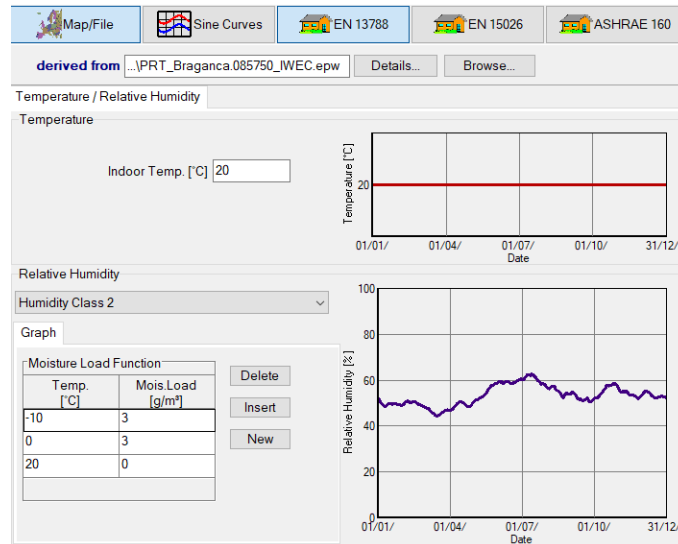 Map/File Sine Curves EN 13788 EN 15026 ASHRAE 160
derived from ...\PRT_Braganca.085750_IWEC.epw Details... Browse...
Temperature / Relative Humidity
Temperature
Indoor Temp. [°C] 20
Temperature [°C]
20
01/01/ 01/04/ 01/07/ 01/10/ 31/12/
Date
Relative Humidity
Humidity Class 2
Graph
Moisture Load Function
Temp. Mois.Load
[°C] [g/m³]
-10 3
0 3
20 0
Delete
Insert
New
Relative Humidity [%]
100
80
60
40
20
0
01/01/ 01/04/ 01/07/ 01/10/ 31/12/
Date